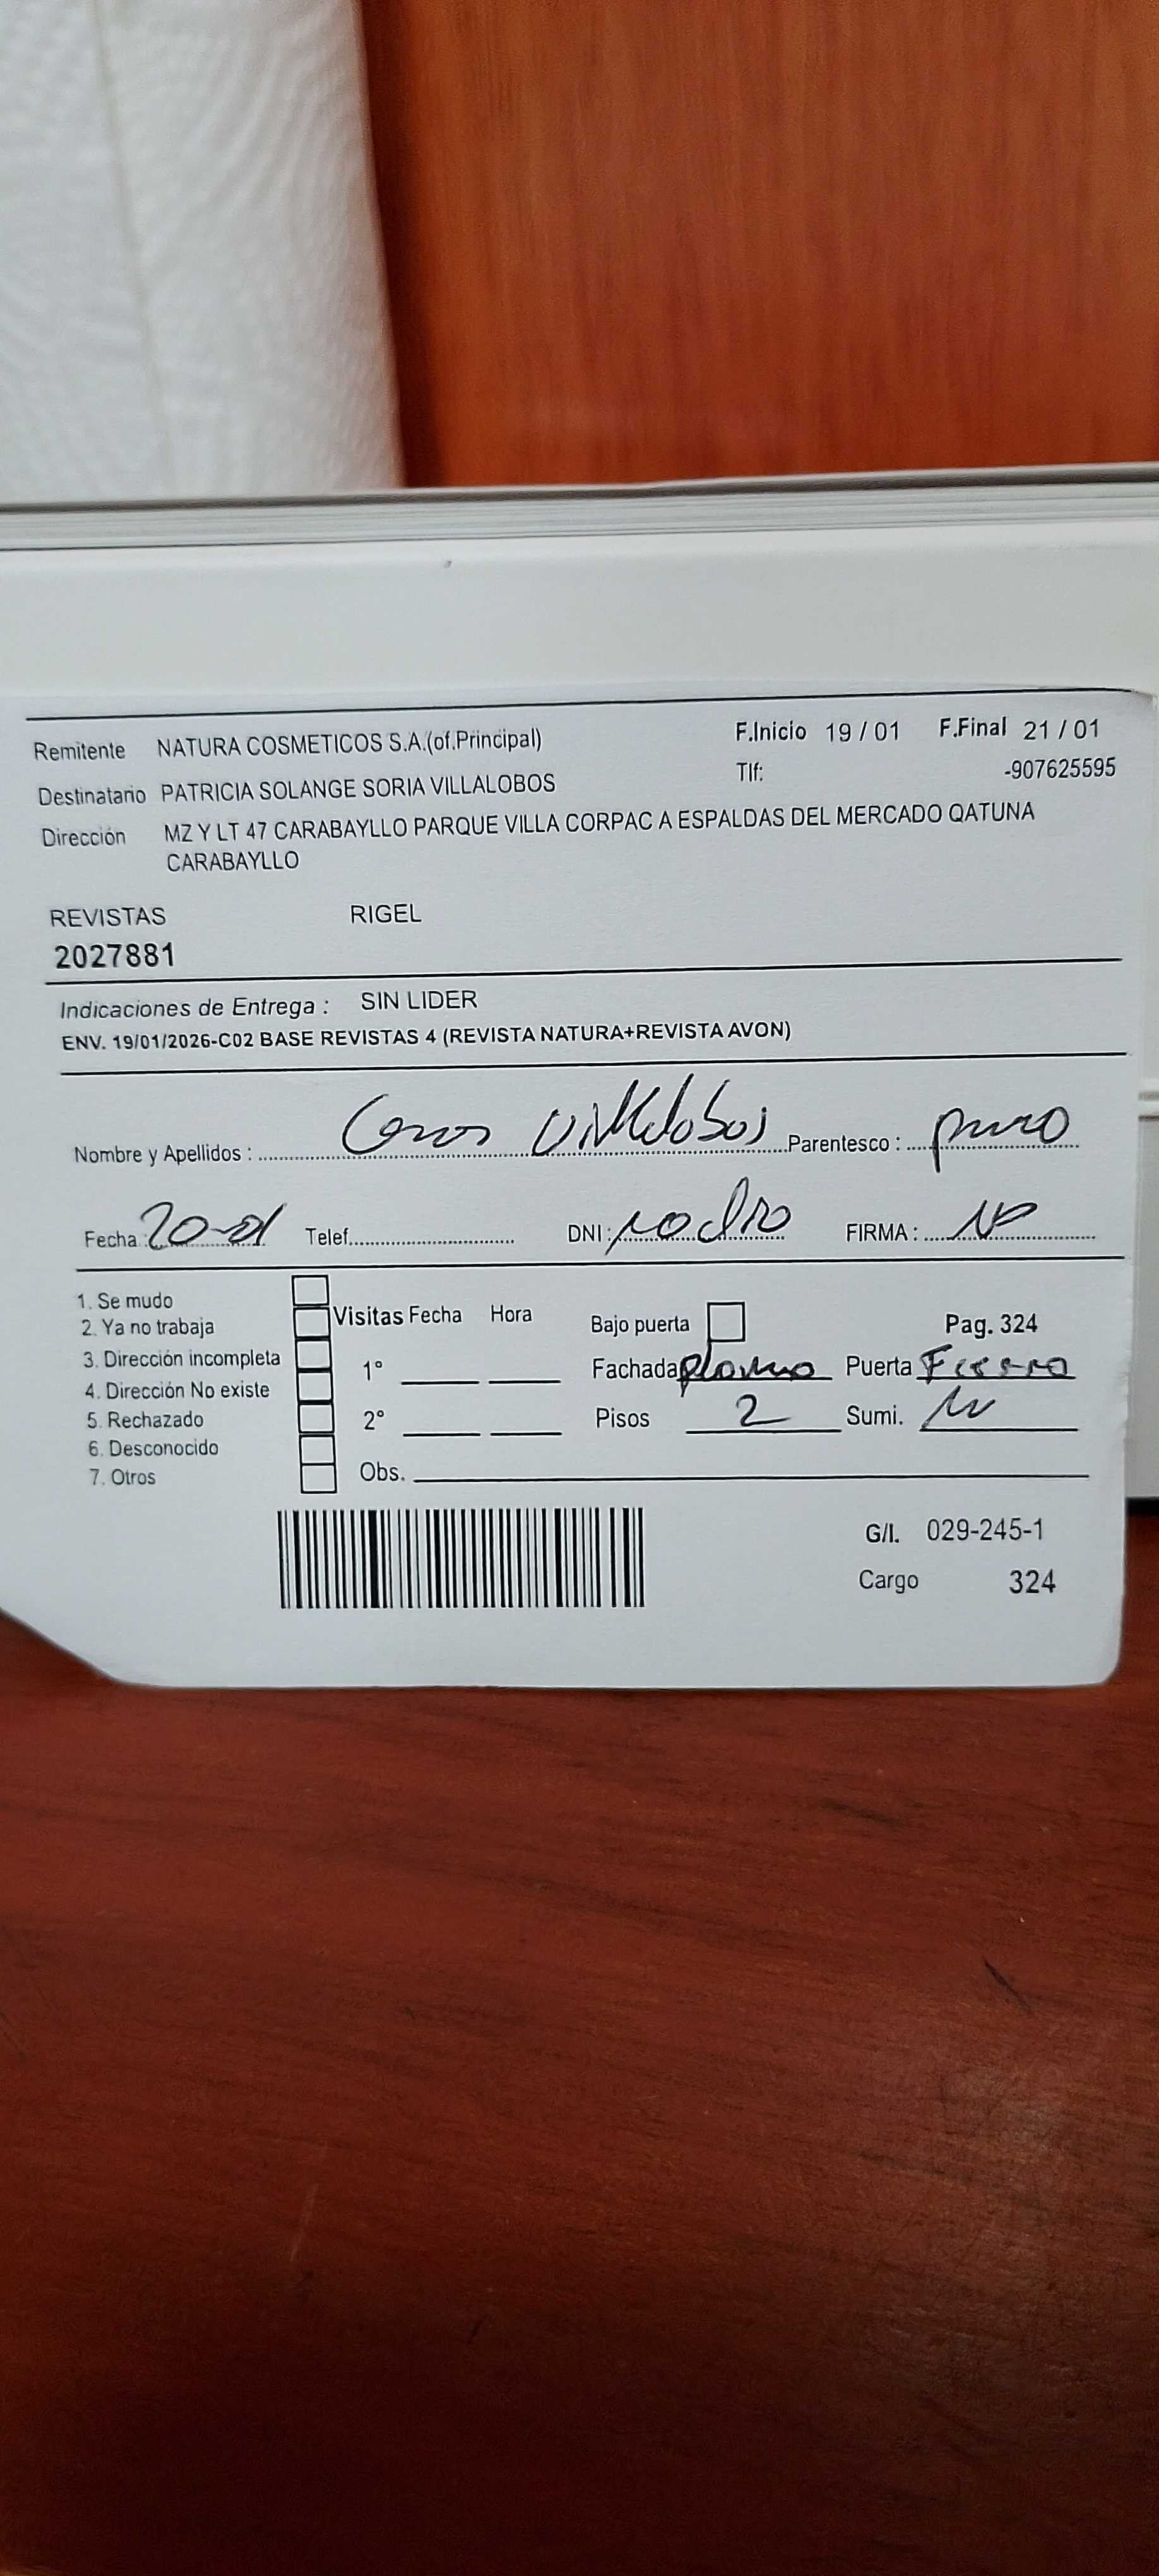 Remitente NATURA COSMETICOS S.A.(of.Principal) F.Inicio 19 / 01 F.Final 21 / 01
Destinatario PATRICIA SOLANGE SORIA VILLALOBOS Tlf: -907625595
Dirección MZ Y LT 47 CARABAYLLO PARQUE VILLA CORPAC A ESPALDAS DEL MERCADO QATUNA
CARABAYLLO
REVISTAS RIGEL
2027881
Indicaciones de Entrega : SIN LIDER
ENV. 19/01/2026-C02 BASE REVISTAS 4 (REVISTA NATURA+REVISTA AVON)
Nombre y Apellidos : Villalobos Parentesco :
Fecha : 20-01 Telef. DNI : no dio FIRMA :
1. Se mudo
2. Ya no trabaja Visitas Fecha Hora Bajo puerta Pag. 324
3. Dirección incompleta 1° Fachada plomo Puerta Fierro
4. Dirección No existe
5. Rechazado 2° Pisos 2 Sumi.
6. Desconocido
7. Otros Obs.
G/I. 029-245-1
Cargo 324